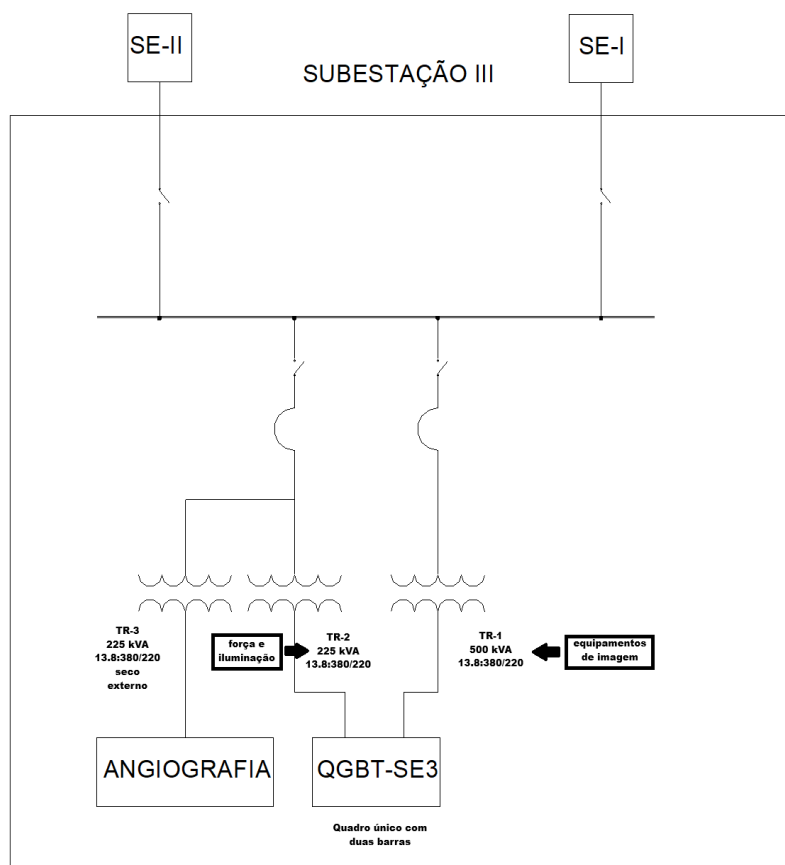 SE-II
SE-I
SUBESTAÇÃO III
TR-3
225 kVA
13.8:380/220
seco
externo
força e
iluminação
TR-2
225 kVA
13.8:380/220
TR-1
500 kVA
13.8:380/220
equipamentos
de imagem
ANGIOGRAFIA
QGBT-SE3
Quadro único com
duas barras